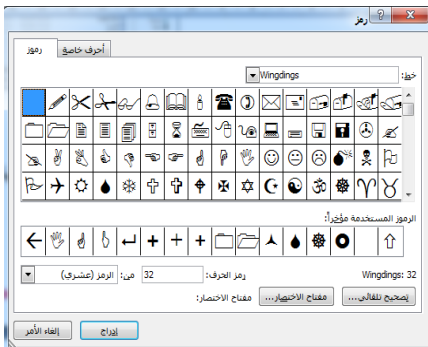 رمز
رموز أحرف خاصة
خط: Wingdings
الرموز المستخدمة مؤخراً:
Wingdings: 32 رمز الحرف: 32 من: الرمز (عشري)
تصحيح تلقائي... مفتاح الاختصار... مفتاح الاختصار:
إدراج إلغاء الأمر